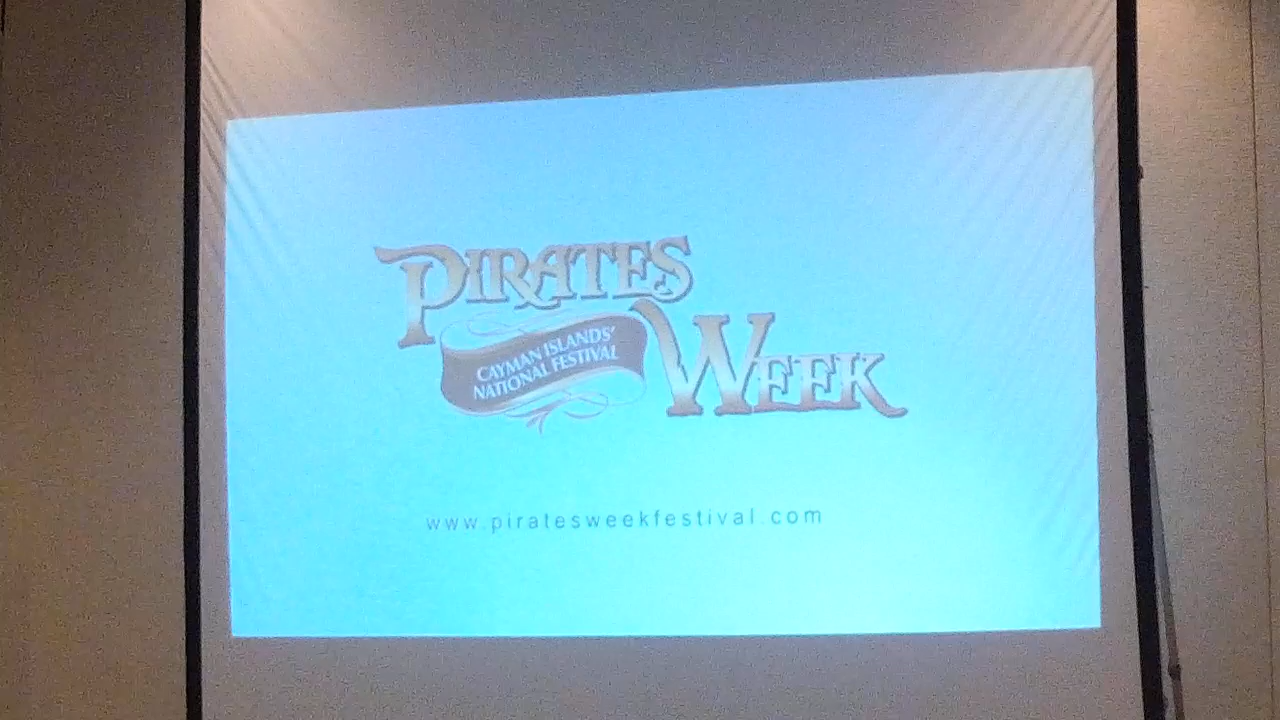 PIRATES
WEEK
CAYMAN ISLANDS'
NATIONAL FESTIVAL
www.piratesweekfestival.com